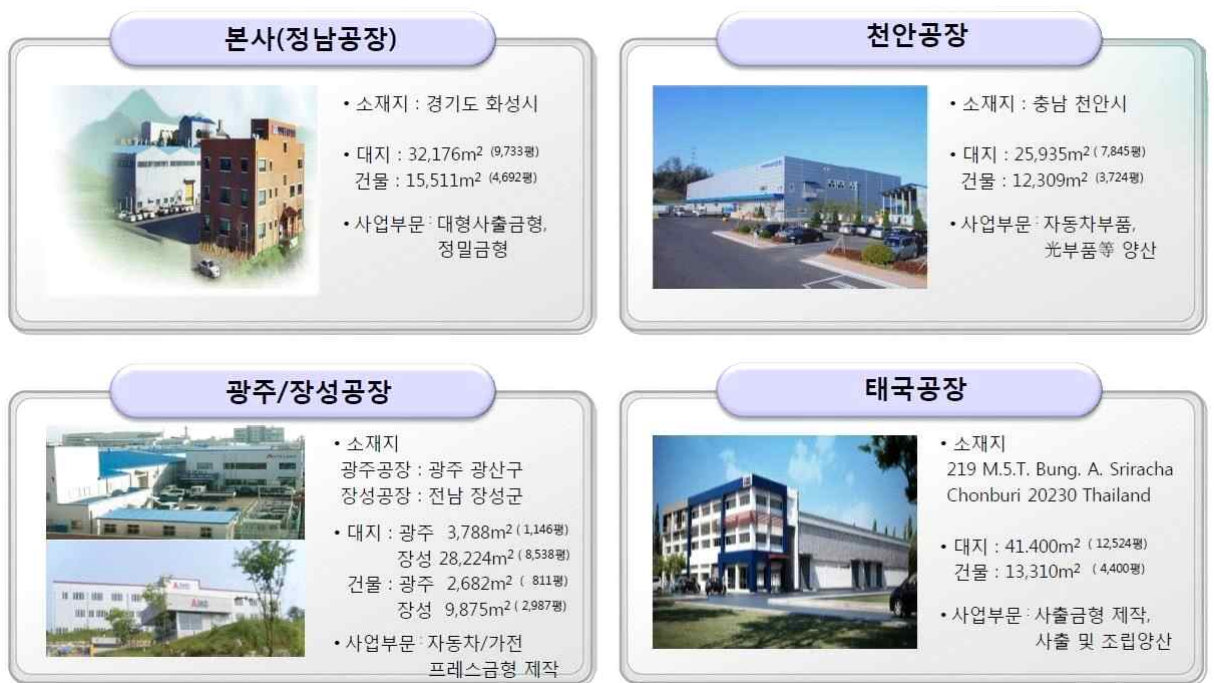 본사(정남공장)
• 소재지 : 경기도 화성시
• 대지 : 32,176m² (9,733평)
건물 : 15,511m² (4,692평)
• 사업부문 : 대형사출금형,
정밀금형
천안공장
• 소재지 : 충남 천안시
• 대지 : 25,935m² (7,845평)
건물 : 12,309m² (3,724평)
• 사업부문 : 자동차부품,
光부품等 양산
광주/장성공장
• 소재지
광주공장 : 광주 광산구
장성공장 : 전남 장성군
• 대지 : 광주 3,788m² (1,146평)
장성 28,224m² (8,538평)
건물 : 광주 2,682m² ( 811평)
장성 9,875m² (2,987평)
• 사업부문 : 자동차/가전
프레스금형 제작
태국공장
• 소재지
219 M.5.T. Bung. A. Sriracha
Chonburi 20230 Thailand
• 대지 : 41.400m² (12,524평)
건물 : 13,310m² (4,400평)
• 사업부문 : 사출금형 제작,
사출 및 조립양산